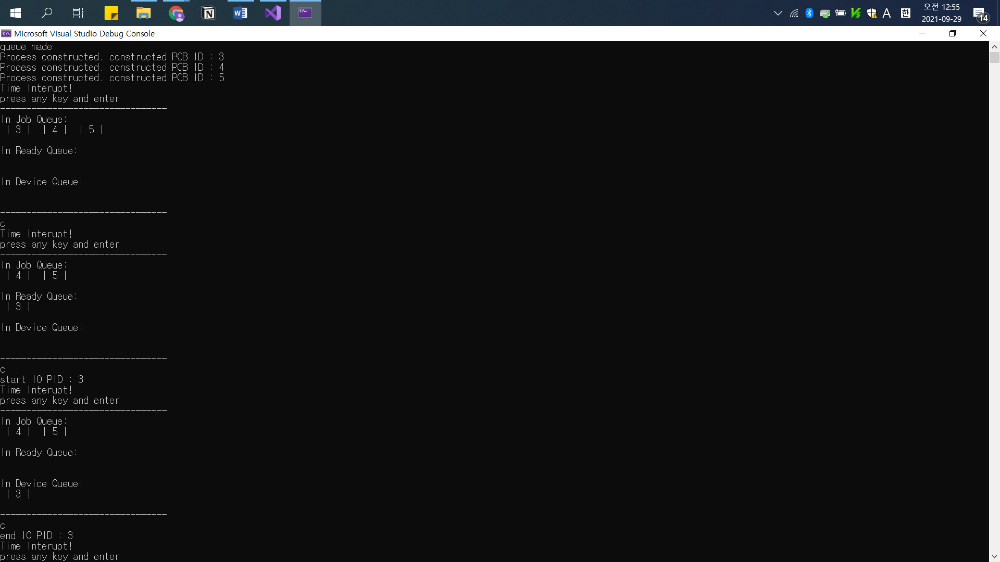 오전 12:55
A 한
2021-09-29
14
Microsoft Visual Studio Debug Console
queue made
Process constructed. constructed PCB ID : 3
Process constructed. constructed PCB ID : 4
Process constructed. constructed PCB ID : 5
Time Interupt!
press any key and enter
--------------------------------
In Job Queue:
| 3 |  | 4 |  | 5 |
In Ready Queue:
In Device Queue:
--------------------------------
c
Time Interupt!
press any key and enter
--------------------------------
In Job Queue:
| 4 |  | 5 |
In Ready Queue:
| 3 |
In Device Queue:
--------------------------------
c
start IO PID : 3
Time Interupt!
press any key and enter
--------------------------------
In Job Queue:
| 4 |  | 5 |
In Ready Queue:
In Device Queue:
| 3 |
--------------------------------
c
end IO PID : 3
Time Interupt!
press any key and enter